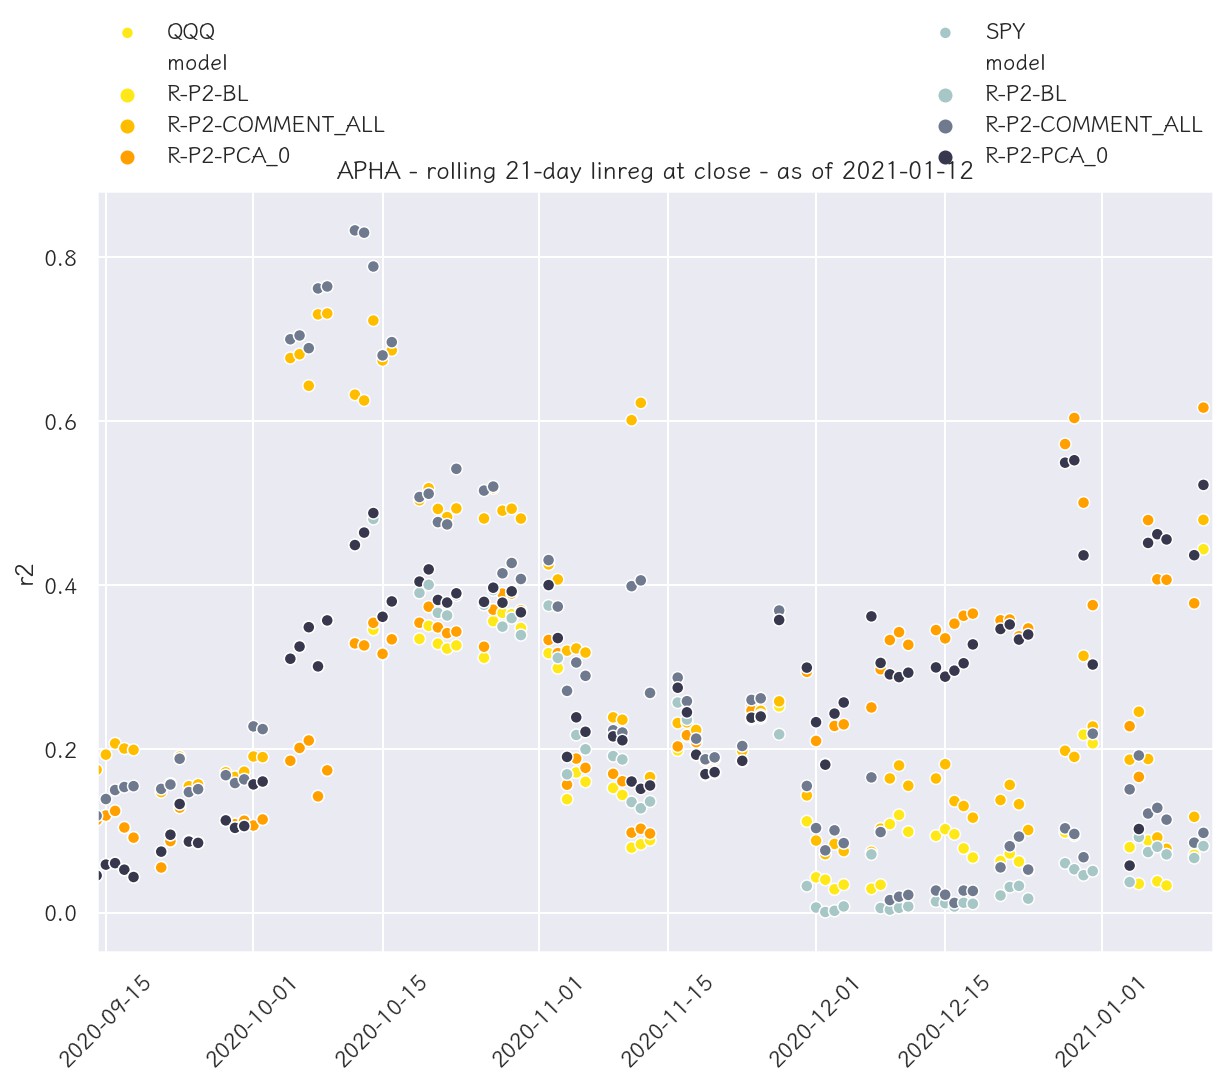 QQQ
model
R-P2-BL
R-P2-COMMENT_ALL
R-P2-PCA_0
SPY
model
R-P2-BL
R-P2-COMMENT_ALL
R-P2-PCA_0
APHA - rolling 21-day linreg at close - as of 2021-01-12
r2
0.8
0.6
0.4
0.2
0.0
2020-09-15
2020-10-01
2020-10-15
2020-11-01
2020-11-15
2020-12-01
2020-12-15
2021-01-01